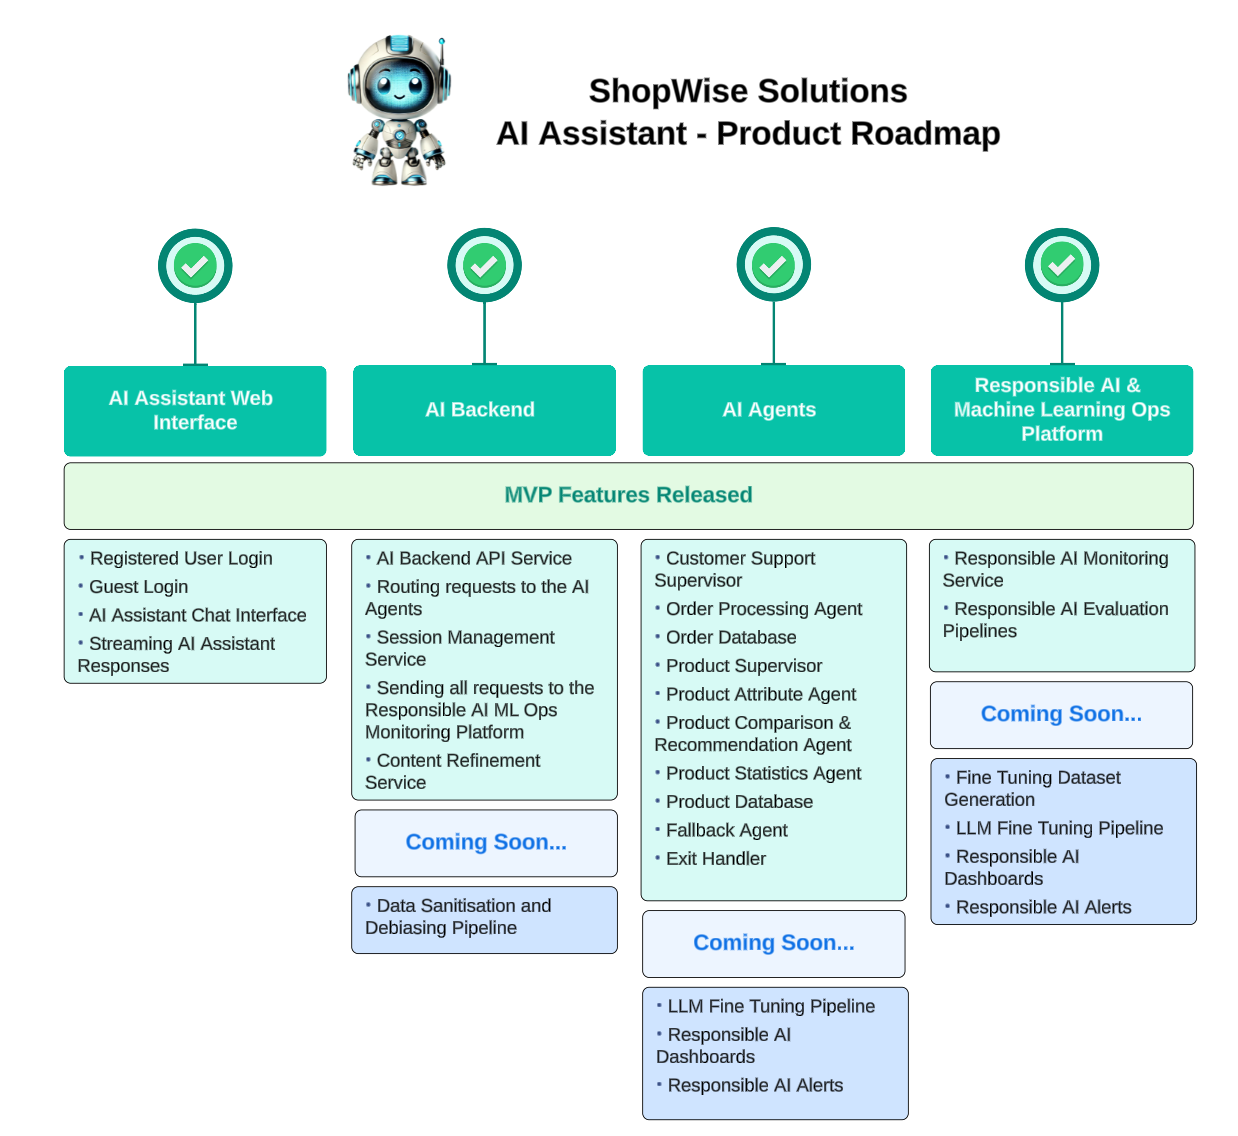 ShopWise Solutions
AI Assistant - Product Roadmap
AI Assistant Web
Interface
AI Backend
AI Agents
Responsible AI &
Machine Learning Ops
Platform
MVP Features Released
• Registered User Login
• Guest Login
• AI Assistant Chat Interface
• Streaming AI Assistant
Responses
• AI Backend API Service
• Routing requests to the AI
Agents
• Session Management
Service
• Sending all requests to the
Responsible AI ML Ops
Monitoring Platform
• Content Refinement
Service
Coming Soon...
• Data Sanitisation and
Debiasing Pipeline
• Customer Support
Supervisor
• Order Processing Agent
• Order Database
• Product Supervisor
• Product Attribute Agent
• Product Comparison &
Recommendation Agent
• Product Statistics Agent
• Product Database
• Fallback Agent
• Exit Handler
Coming Soon...
• LLM Fine Tuning Pipeline
• Responsible AI
Dashboards
• Responsible AI Alerts
• Responsible AI Monitoring
Service
• Responsible AI Evaluation
Pipelines
Coming Soon...
• Fine Tuning Dataset
Generation
• LLM Fine Tuning Pipeline
• Responsible AI
Dashboards
• Responsible AI Alerts